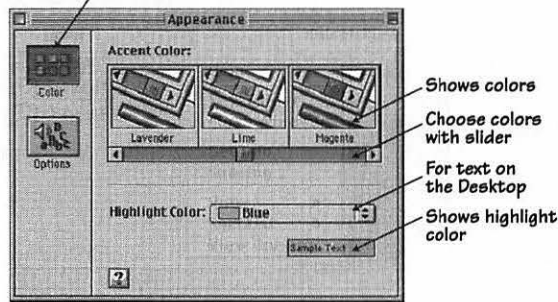 Appearance
Accent Color:
Color
Options
Lavender
Lime
Magenta
Highlight Color:
Blue
Sample Text
?
Shows colors
Choose colors
with slider
For text on
the Desktop
Shows highlight
color